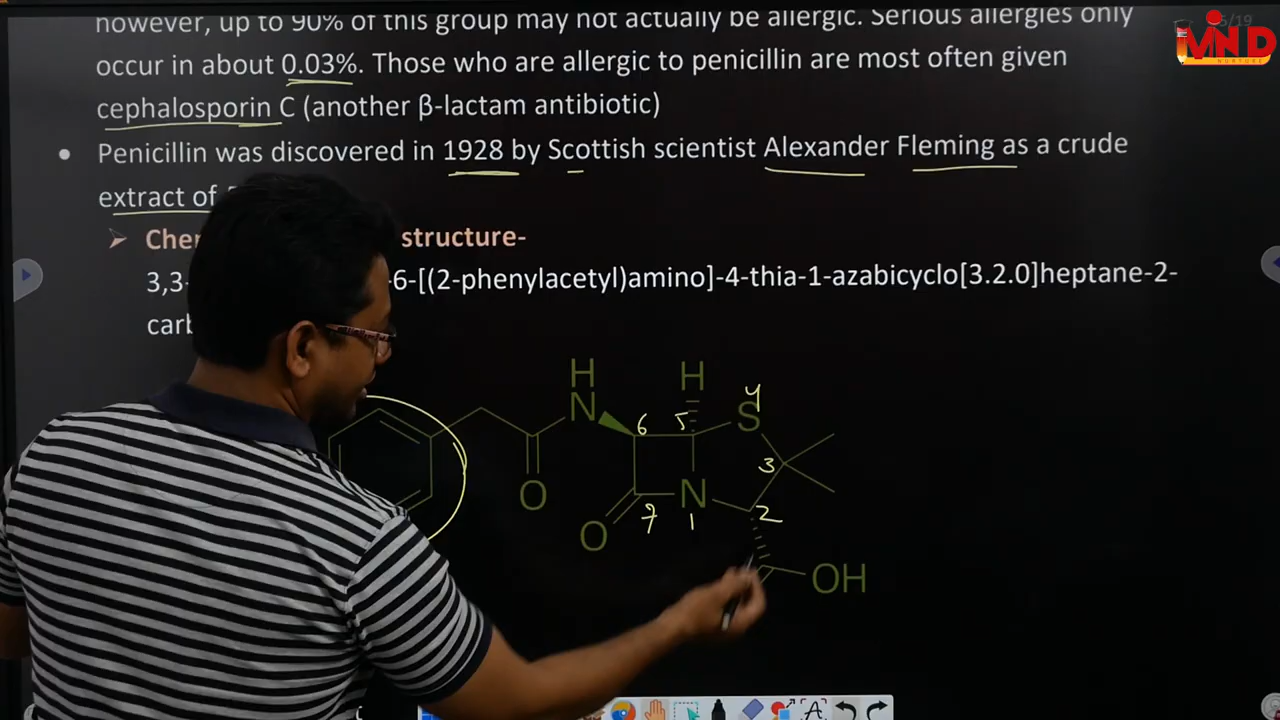 however, up to 90% of this group may not actually be allergic. Serious allergies only
occur in about 0.03%. Those who are allergic to penicillin are most often given
cephalosporin C (another β-lactam antibiotic)
• Penicillin was discovered in 1928 by Scottish scientist Alexander Fleming as a crude
extract of
structure-
3,3- -6-[(2-phenylacetyl)amino]-4-thia-1-azabicyclo[3.2.0]heptane-2-
H
N
O
H
S
N
O
OH
6 5 4
3
7 1 2
/19
MIND
NURTURE